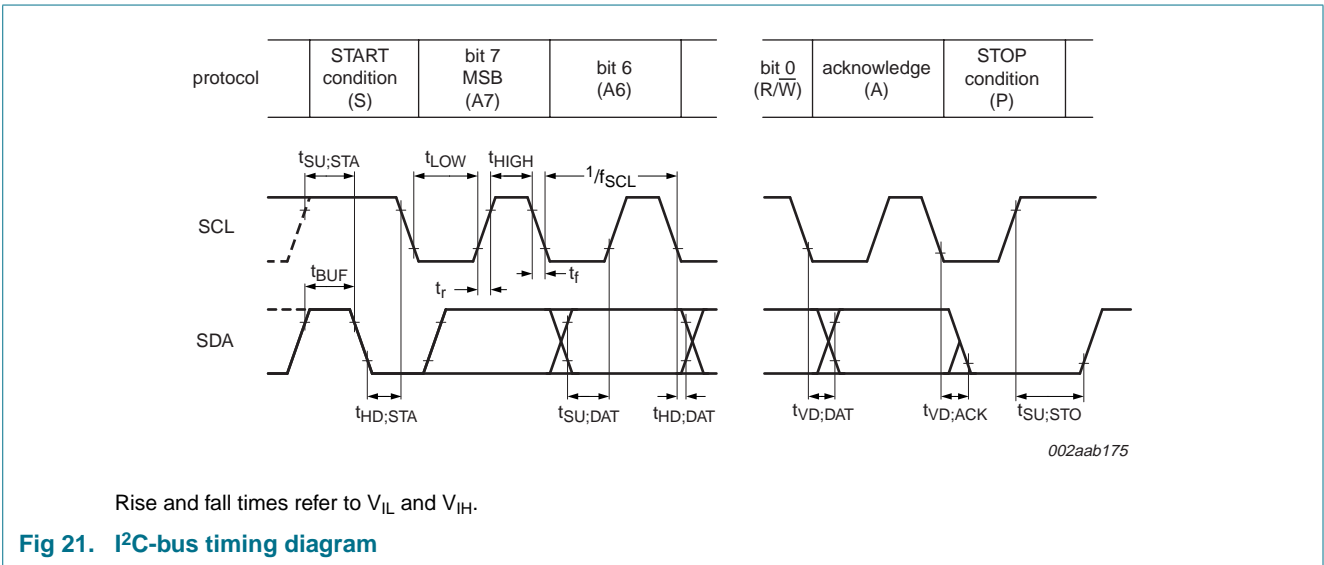 protocol
START
condition
(S)
bit 7
MSB
(A7)
bit 6
(A6)
bit 0
(R/W̅)
acknowledge
(A)
STOP
condition
(P)
tSU;STA
tLOW
tHIGH
1/fSCL
SCL
tBUF
tr
tf
SDA
tHD;STA
tSU;DAT
tHD;DAT
tVD;DAT
tVD;ACK
tSU;STO
002aab175
Rise and fall times refer to VIL and VIH.
Fig 21. I²C-bus timing diagram